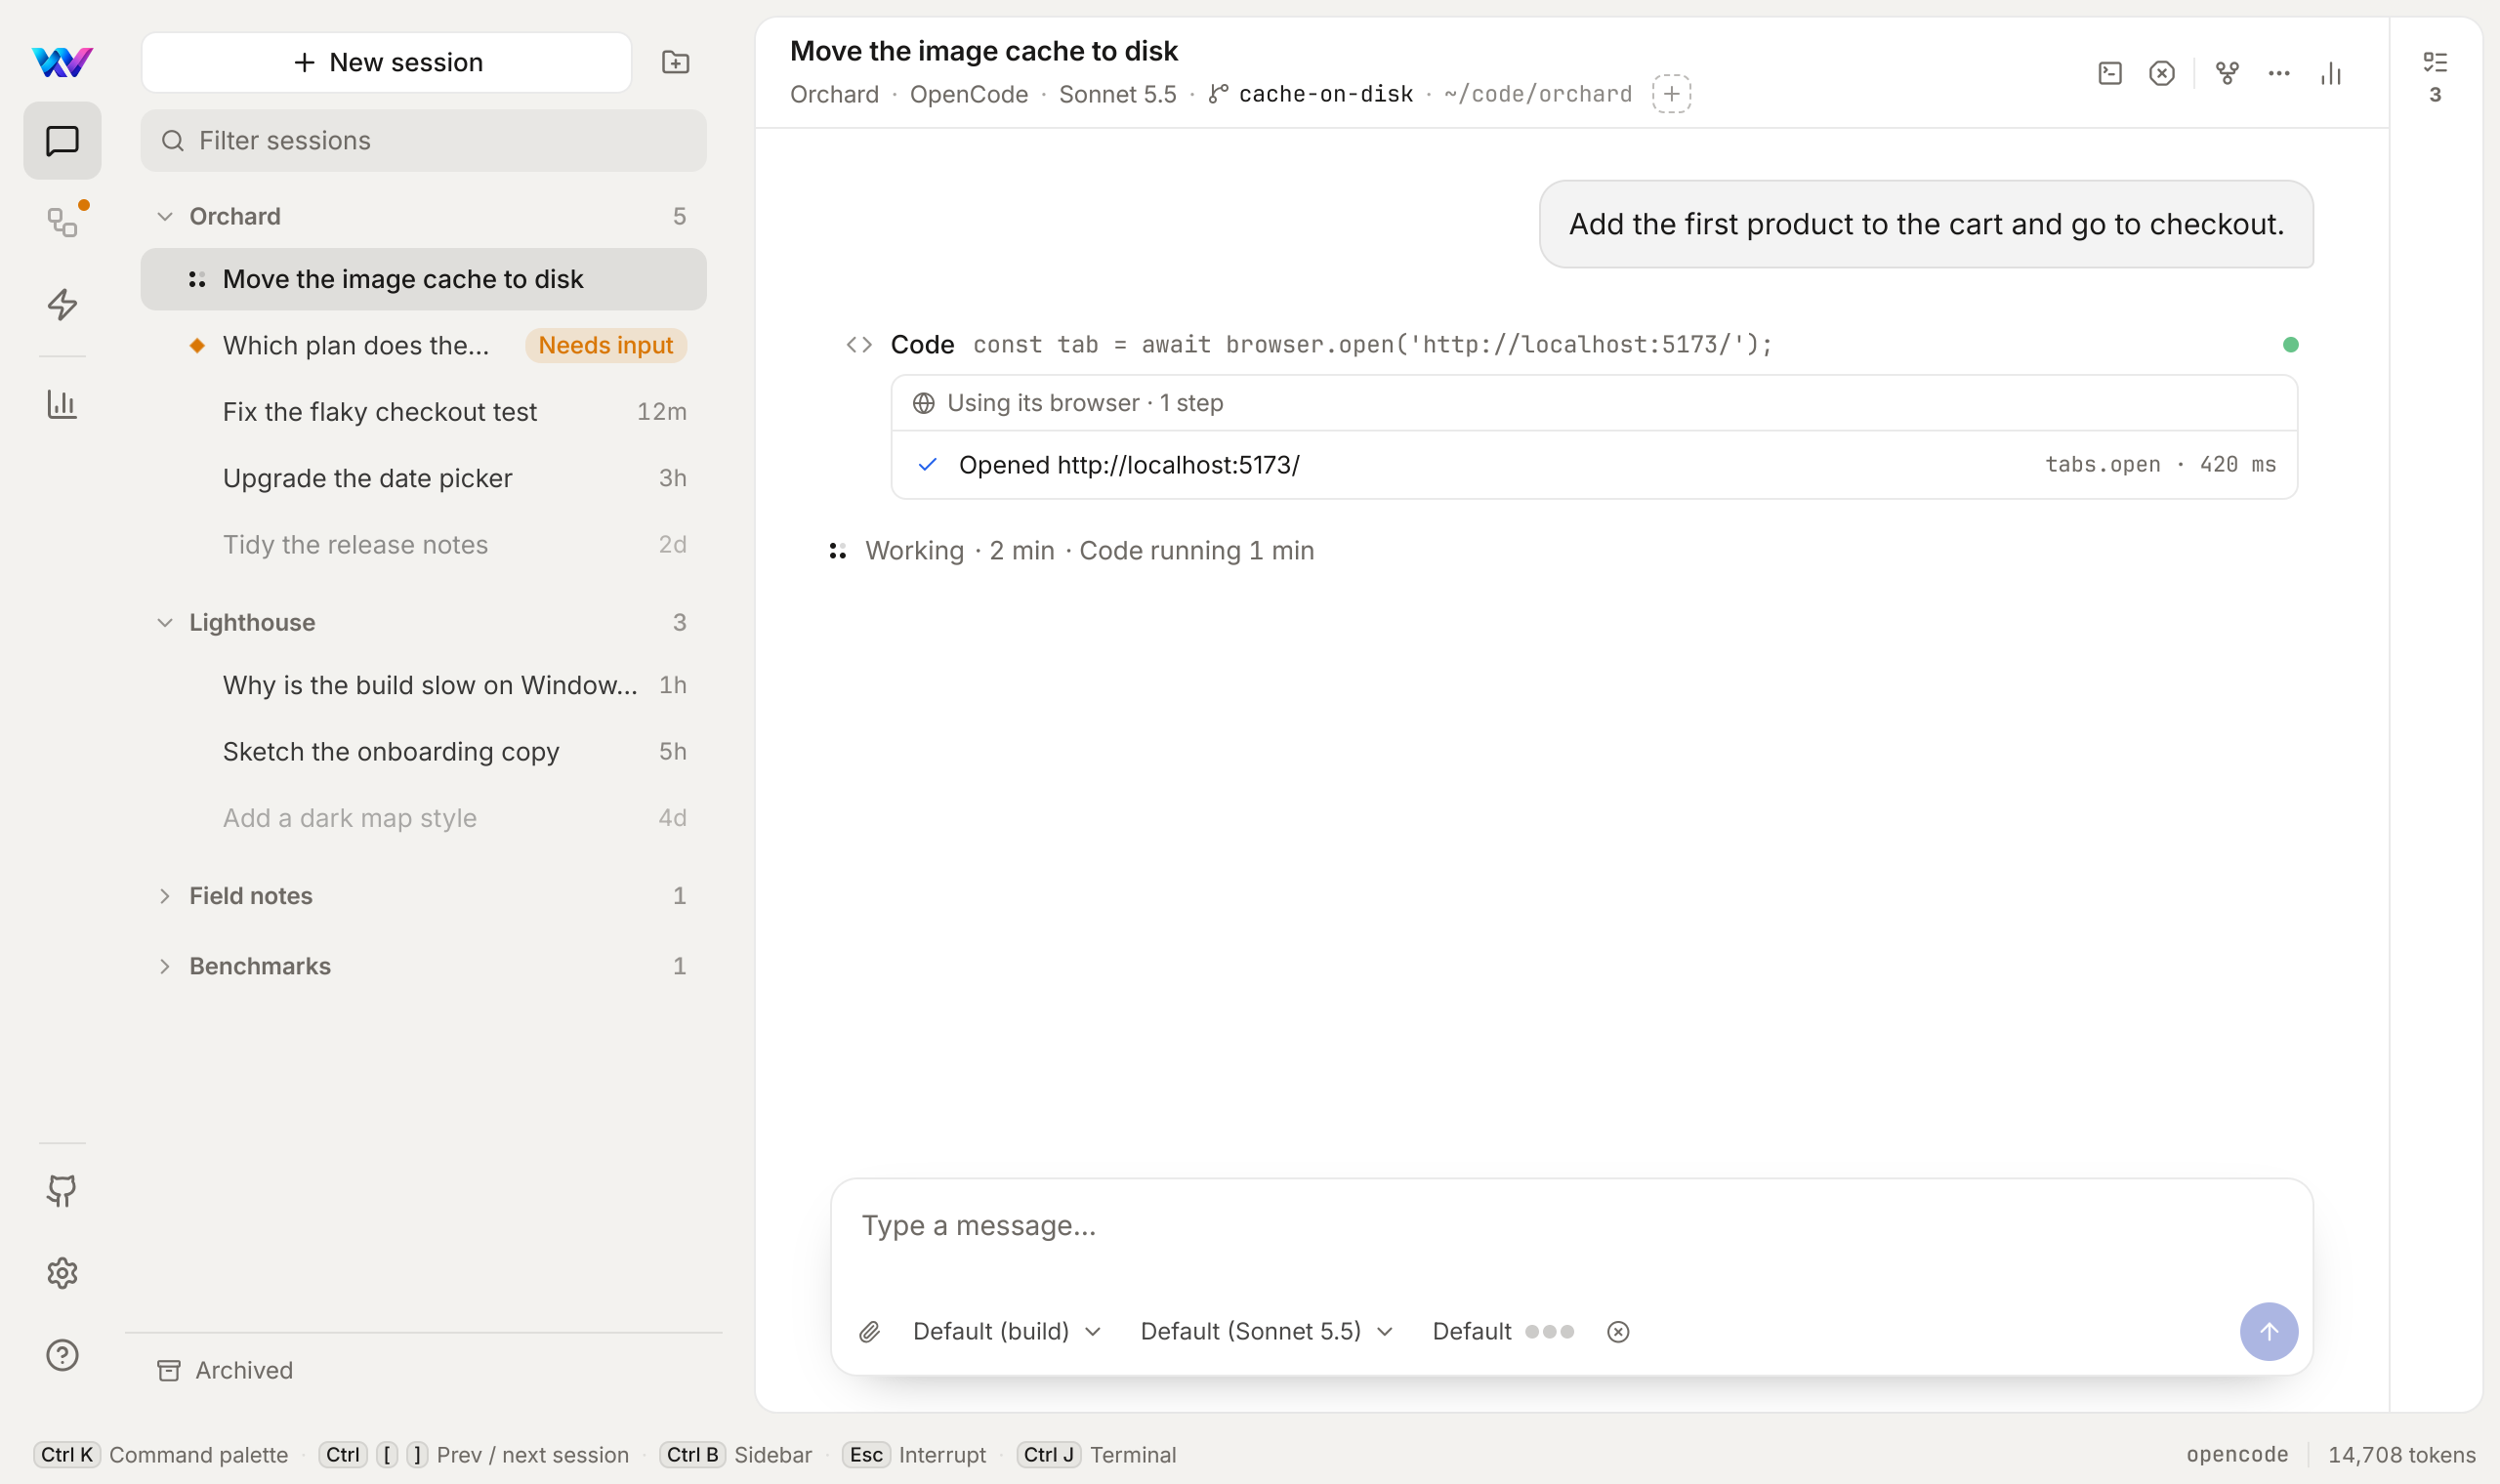 New session
Filter sessions
Orchard 5
Move the image cache to disk
Which plan does the... Needs input
Fix the flaky checkout test 12m
Upgrade the date picker 3h
Tidy the release notes 2d
Lighthouse 3
Why is the build slow on Window... 1h
Sketch the onboarding copy 5h
Add a dark map style 4d
Field notes 1
Benchmarks 1
Archived
Move the image cache to disk
Orchard · OpenCode · Sonnet 5.5 · cache-on-disk · ~/code/orchard
3
Add the first product to the cart and go to checkout.
Code const tab = await browser.open('http://localhost:5173/');
Using its browser · 1 step
Opened http://localhost:5173/ tabs.open · 420 ms
Working · 2 min · Code running 1 min
Type a message...
Default (build) Default (Sonnet 5.5) Default
Ctrl K Command palette · Ctrl [ ] Prev / next session · Ctrl B Sidebar · Esc Interrupt · Ctrl J Terminal
opencode 14,708 tokens